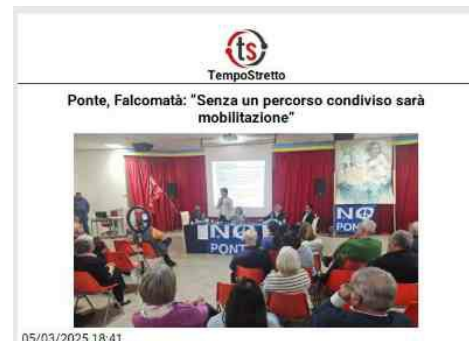 ts
TempoStretto
Ponte, Falcomatà: “Senza un percorso condiviso sarà
mobilitazione”
NO
PONTE
NO
PON
05/03/2025 18:41